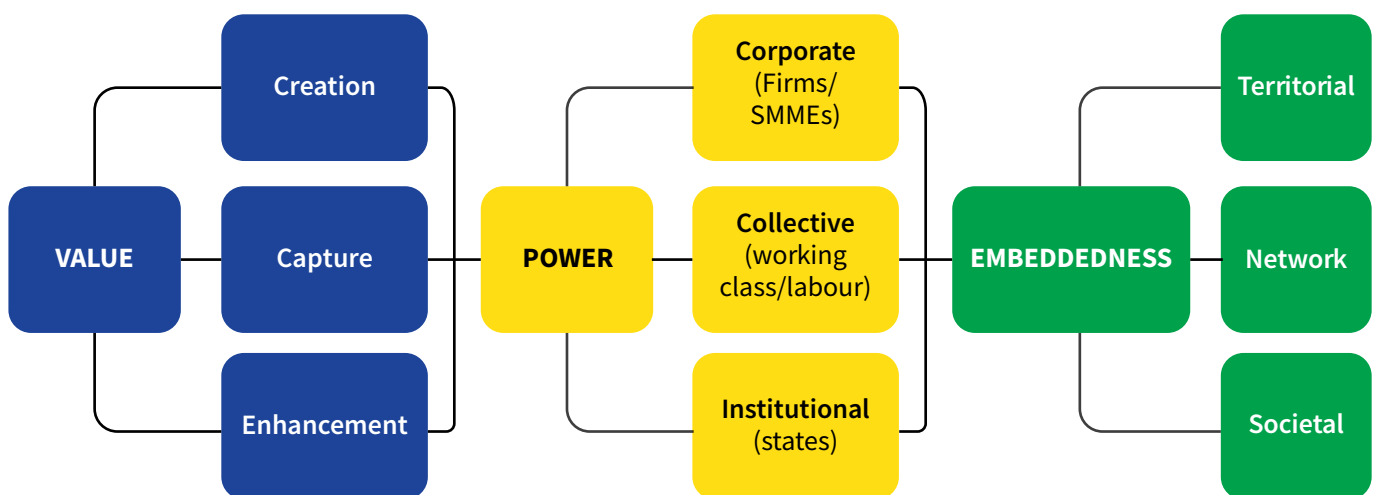 VALUE
Creation
Capture
Enhancement
POWER
Corporate
(Firms/
SMMEs)
Collective
(working
class/labour)
Institutional
(states)
EMBEDDEDNESS
Territorial
Network
Societal